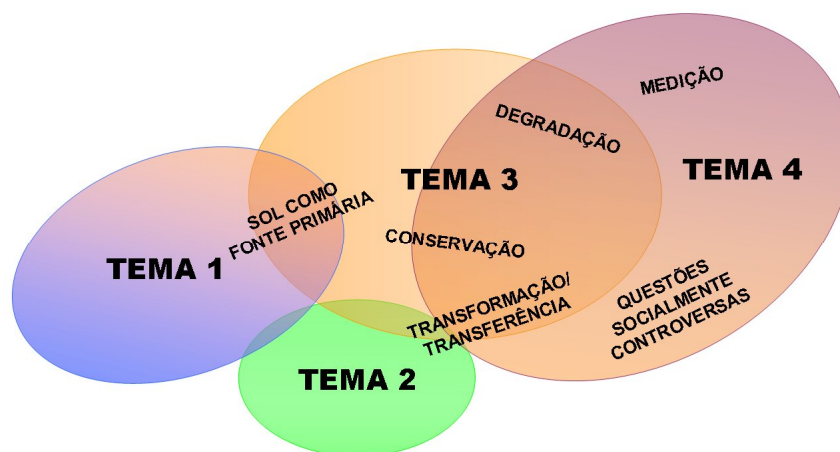 MEDIÇÃO
DEGRADAÇÃO
TEMA 4
TEMA 3
SOL COMO
FONTE PRIMÁRIA
CONSERVAÇÃO
TEMA 1
TRANSFORMAÇÃO/
TRANSFERÊNCIA
QUESTÕES
SOCIALMENTE
CONTROVERSAS
TEMA 2